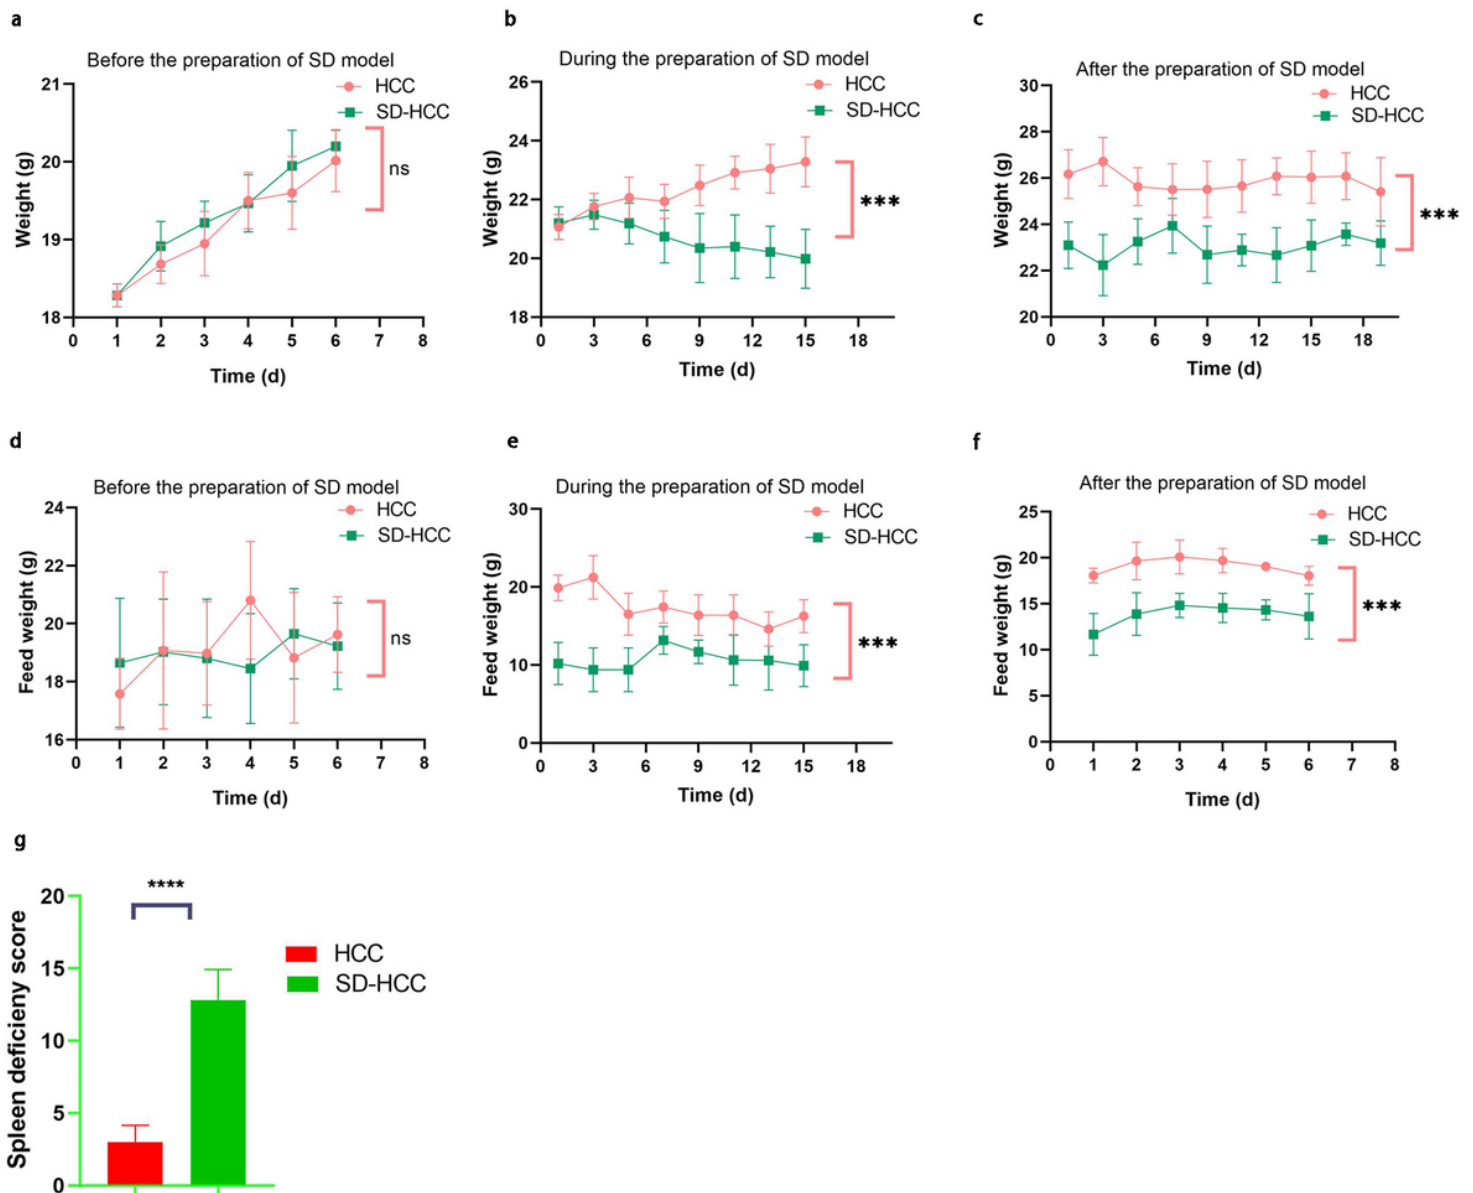 a
Before the preparation of SD model
HCC
SD-HCC
21
20
19
18
Weight (g)
ns
0 1 2 3 4 5 6 7 8
Time (d)
b
During the preparation of SD model
HCC
SD-HCC
26
24
22
20
18
Weight (g)
***
0 3 6 9 12 15 18
Time (d)
c
After the preparation of SD model
HCC
SD-HCC
30
28
26
24
22
20
Weight (g)
***
0 3 6 9 12 15 18
Time (d)
d
Before the preparation of SD model
HCC
SD-HCC
24
22
20
18
16
Feed weight (g)
ns
0 1 2 3 4 5 6 7 8
Time (d)
e
During the preparation of SD model
HCC
SD-HCC
30
20
10
0
Feed weight (g)
***
0 3 6 9 12 15 18
Time (d)
f
After the preparation of SD model
HCC
SD-HCC
25
20
15
10
5
0
Feed weight (g)
***
0 1 2 3 4 5 6 7 8
Time (d)
g
****
20
15
10
5
0
Spleen deficieny score
HCC
SD-HCC